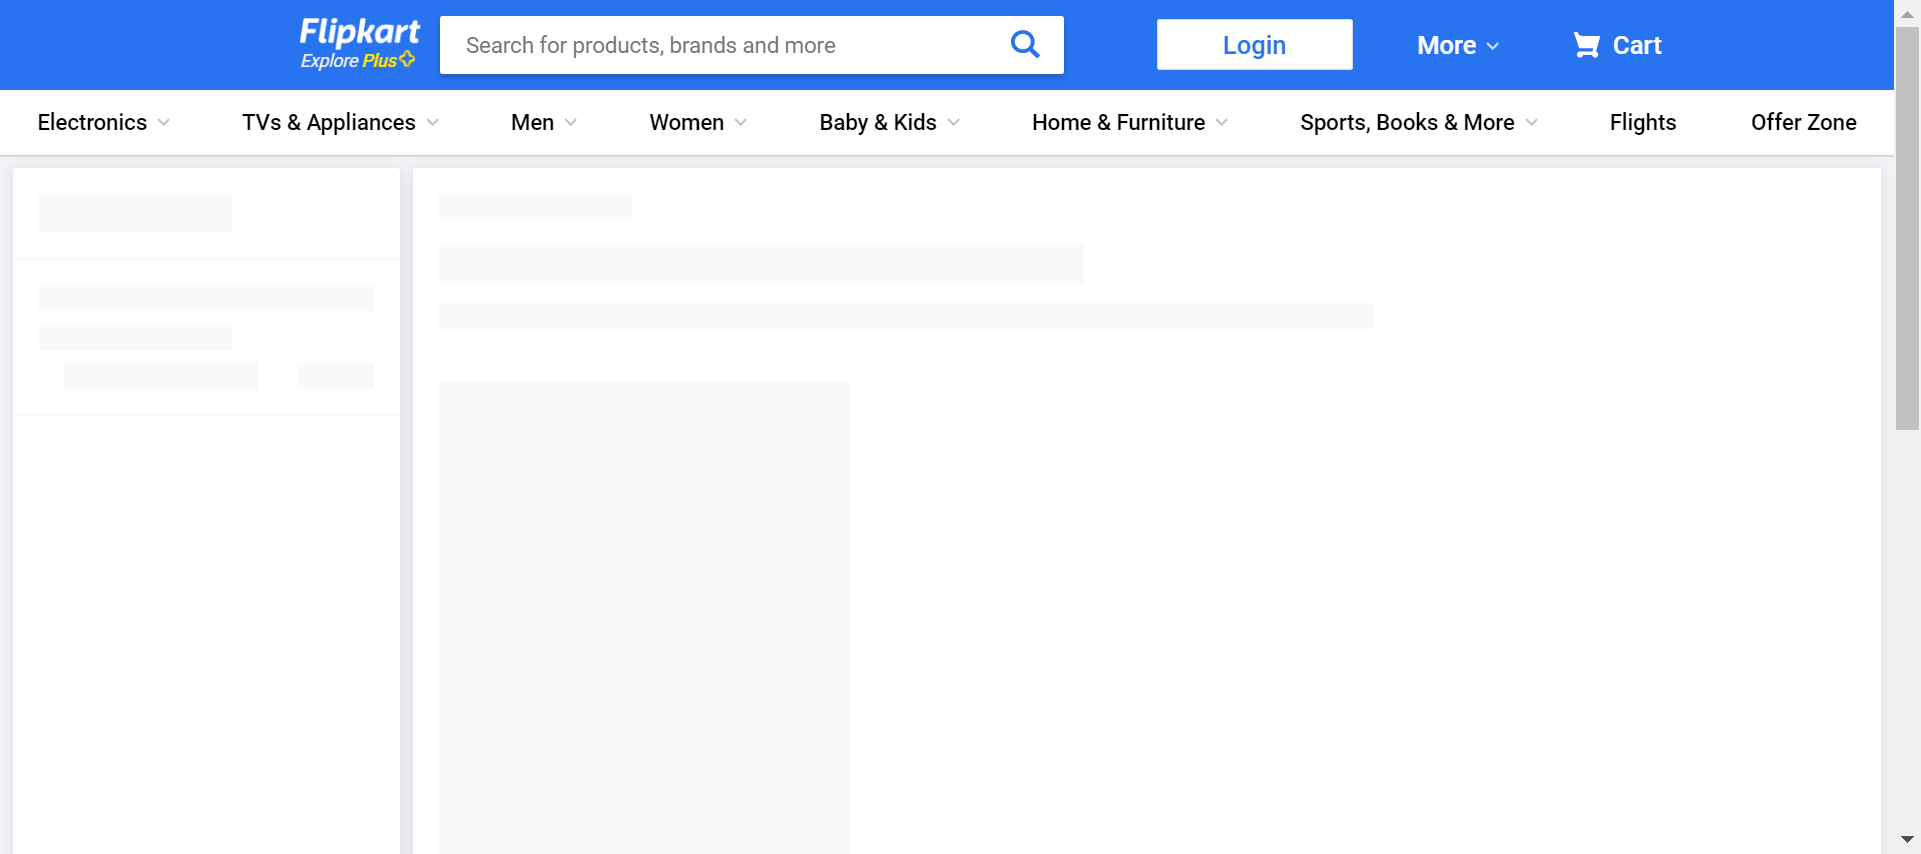 Flipkart
Explore Plus
Search for products, brands and more
Login
More
Cart
Electronics
TVs & Appliances
Men
Women
Baby & Kids
Home & Furniture
Sports, Books & More
Flights
Offer Zone